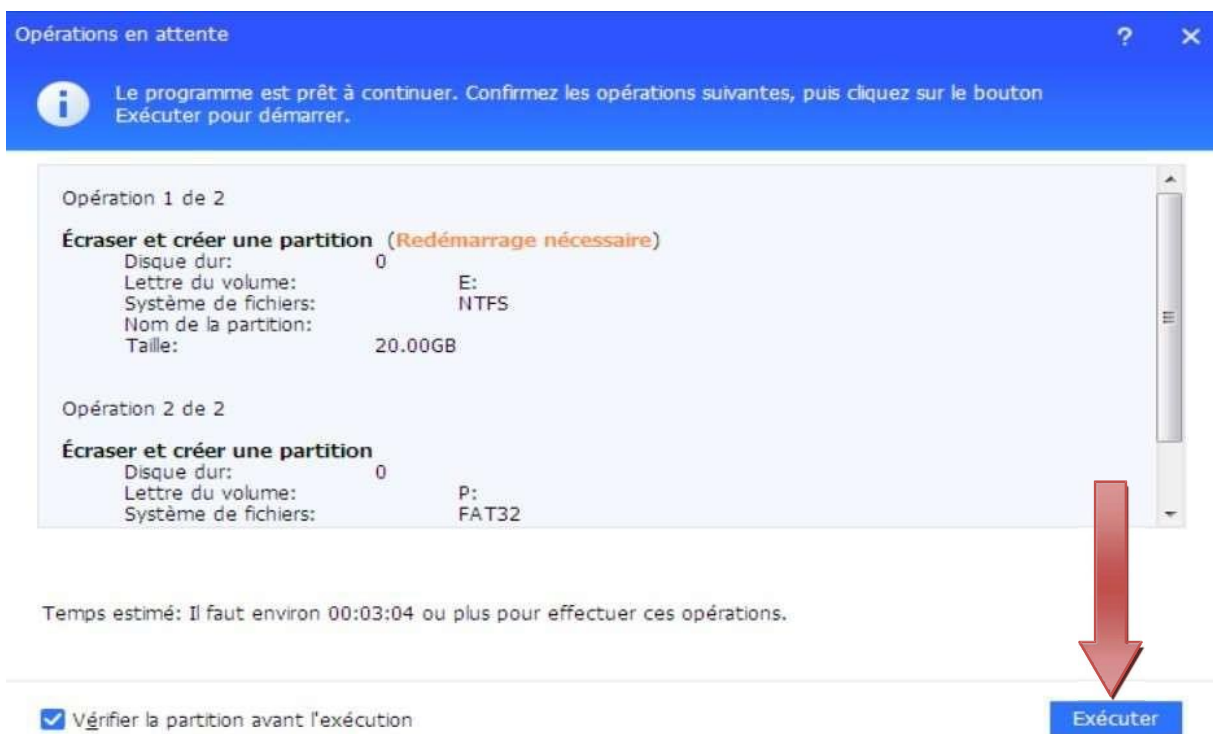 Opérations en attente ? ×
i Le programme est prêt à continuer. Confirmez les opérations suivantes, puis cliquez sur le bouton
Exécuter pour démarrer.
Opération 1 de 2
Écraser et créer une partition (Redémarrage nécessaire)
Disque dur: 0
Lettre du volume: E:
Système de fichiers: NTFS
Nom de la partition:
Taille: 20.00GB
Opération 2 de 2
Écraser et créer une partition
Disque dur: 0
Lettre du volume: P:
Système de fichiers: FAT32
Temps estimé: Il faut environ 00:03:04 ou plus pour effectuer ces opérations.
Vérifier la partition avant l'exécution Exécuter